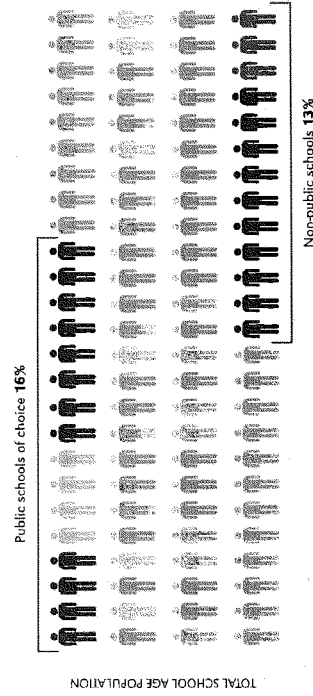 TOTAL SCHOOL AGE POPULATION
Public schools of choice 16%
Non-public schools 13%